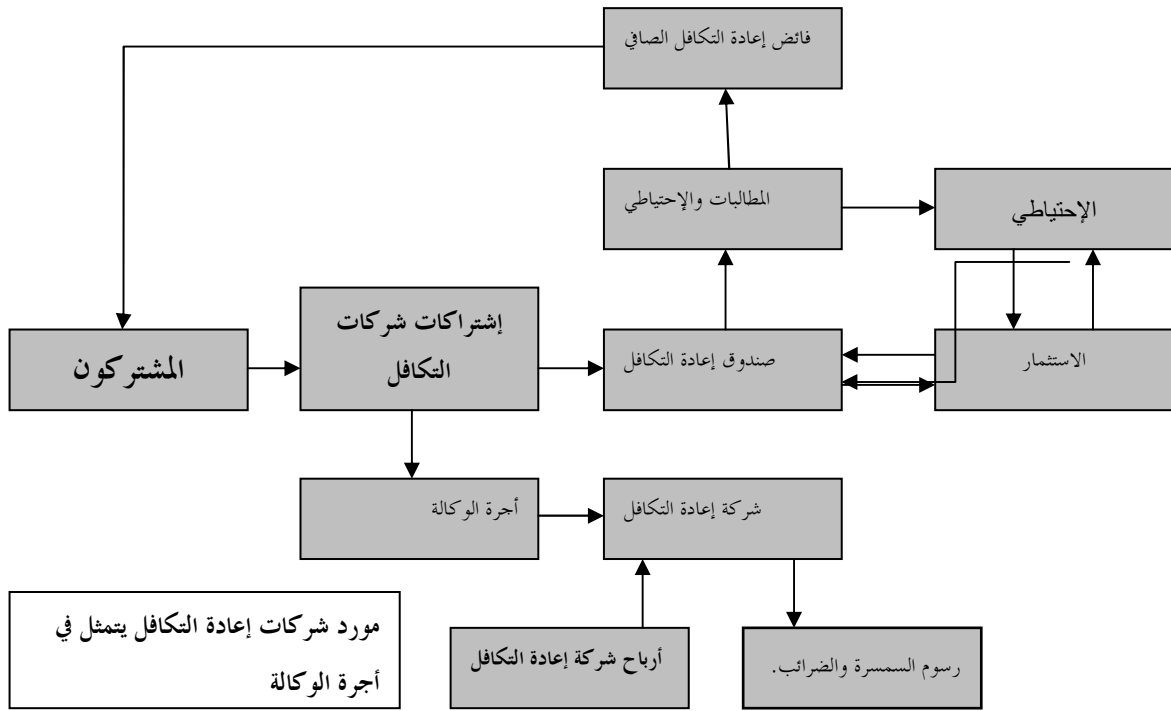 فائض إعادة التكافل الصافي
المطالبات والإحتياطي
الإحتياطي
إشتراكات شركات
التكافل
المشتركون
صندوق إعادة التكافل
الاستثمار
أجرة الوكالة
شركة إعادة التكافل
مورد شركات إعادة التكافل يتمثل في
أجرة الوكالة
أرباح شركة إعادة التكافل
رسوم السمسرة والضرائب.